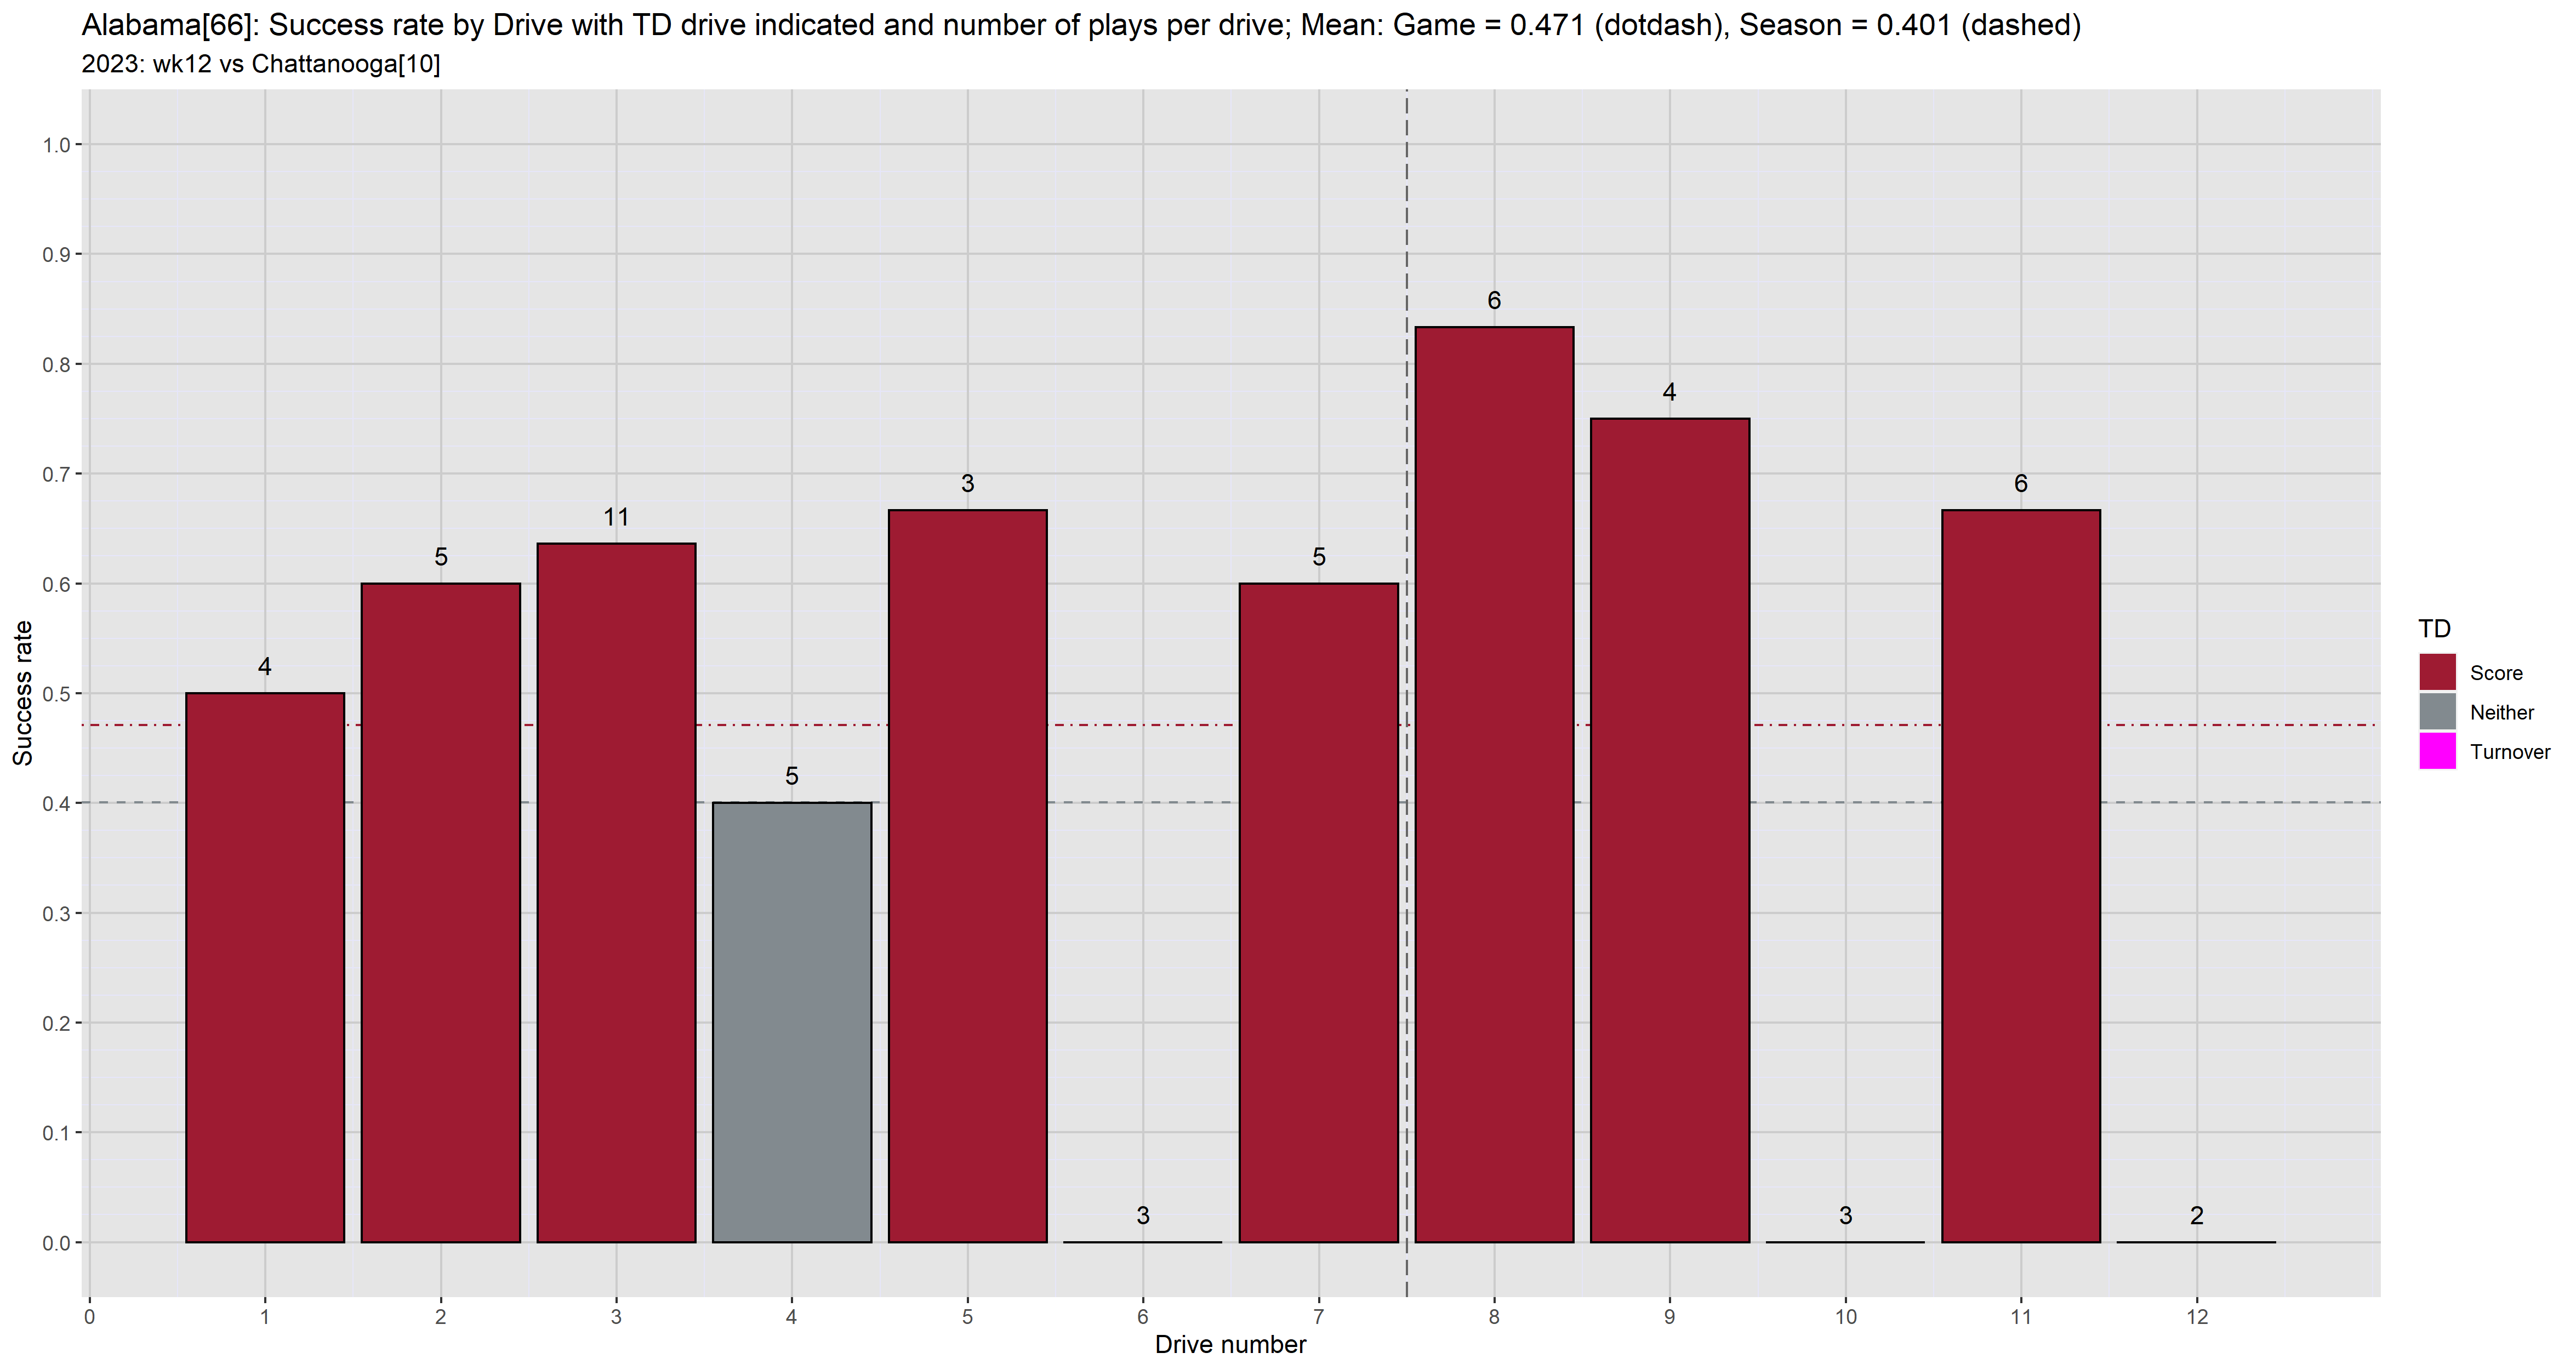 Alabama[66]: Success rate by Drive with TD drive indicated and number of plays per drive; Mean: Game = 0.471 (dotdash), Season = 0.401 (dashed)
2023: wk12 vs Chattanooga[10]
Success rate
1.0
0.9
0.8
0.7
0.6
0.5
0.4
0.3
0.2
0.1
0.0
4
5
11
5
3
3
5
6
4
3
6
2
0 1 2 3 4 5 6 7 8 9 10 11 12
Drive number
TD
Score
Neither
Turnover